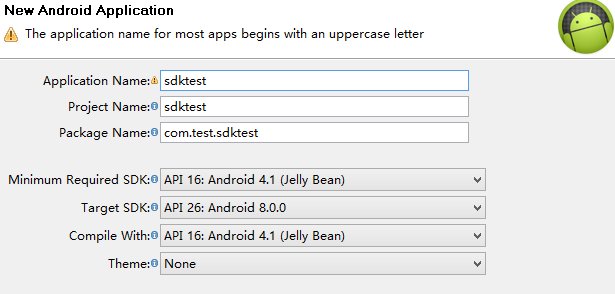 New Android Application
The application name for most apps begins with an uppercase letter
Application Name: sdktest
Project Name: sdktest
Package Name: com.test.sdktest
Minimum Required SDK: API 16: Android 4.1 (Jelly Bean)
Target SDK: API 26: Android 8.0.0
Compile With: API 16: Android 4.1 (Jelly Bean)
Theme: None